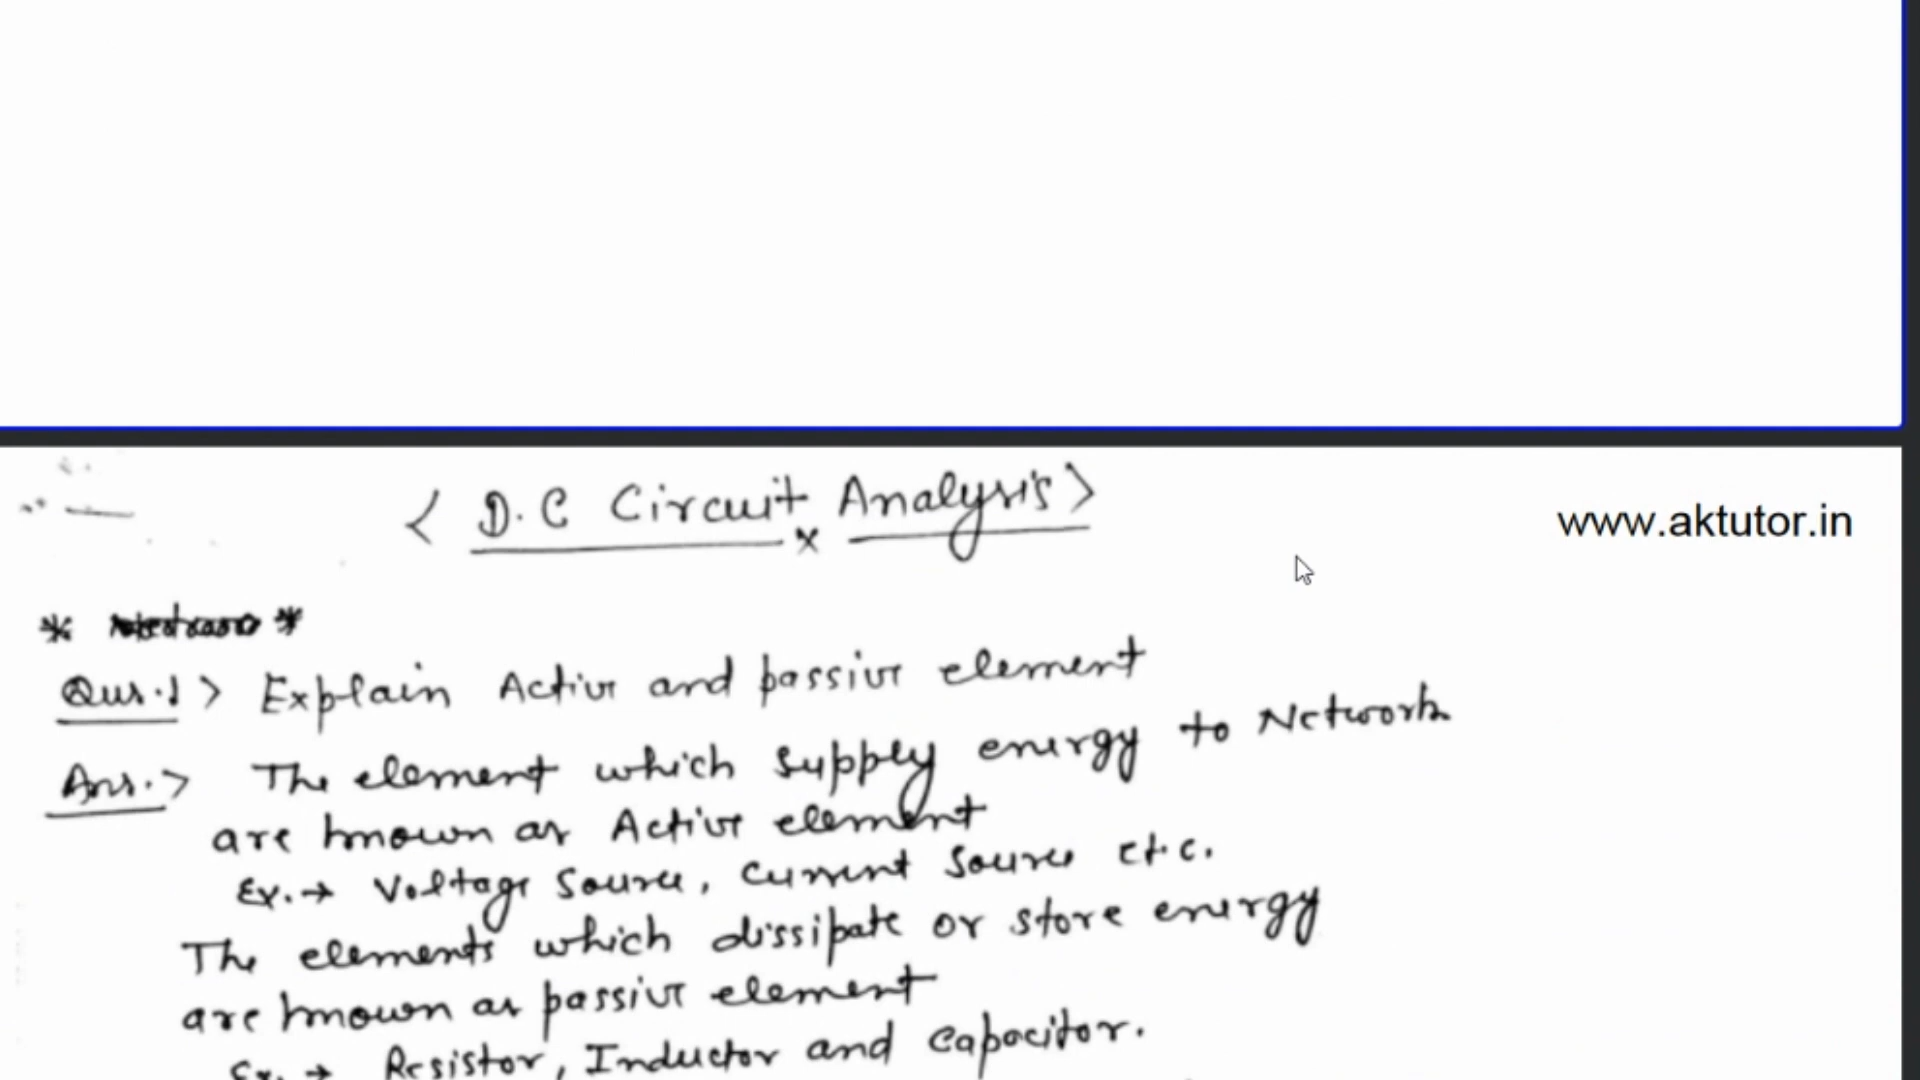 < D.C Circuit Analysis >
www.aktutor.in
Qus.1 > Explain Active and passive element
Ans. > The element which supply energy to Network
are known as Active element
Ex. → Voltage source, current source etc.
The elements which dissipate or store energy
are known as passive element
Ex. → Resistor, Inductor and capacitor.